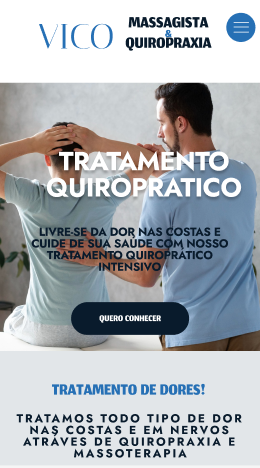 VICO
MASSAGISTA
&
QUIROPRAXIA
TRATAMENTO
QUIROPRATICO
LIVRE-SE DA DOR NAS COSTAS E
CUIDE DE SUA SAÚDE COM NOSSO
TRATAMENTO QUIROPRATICO
INTENSIVO
QUERO CONHECER
TRATAMENTO DE DORES!
TRATAMOS TODO TIPO DE DOR
NAS COSTAS E EM NERVOS
ATRAVES DE QUIROPRAXIA E
MASSOTERAPIA